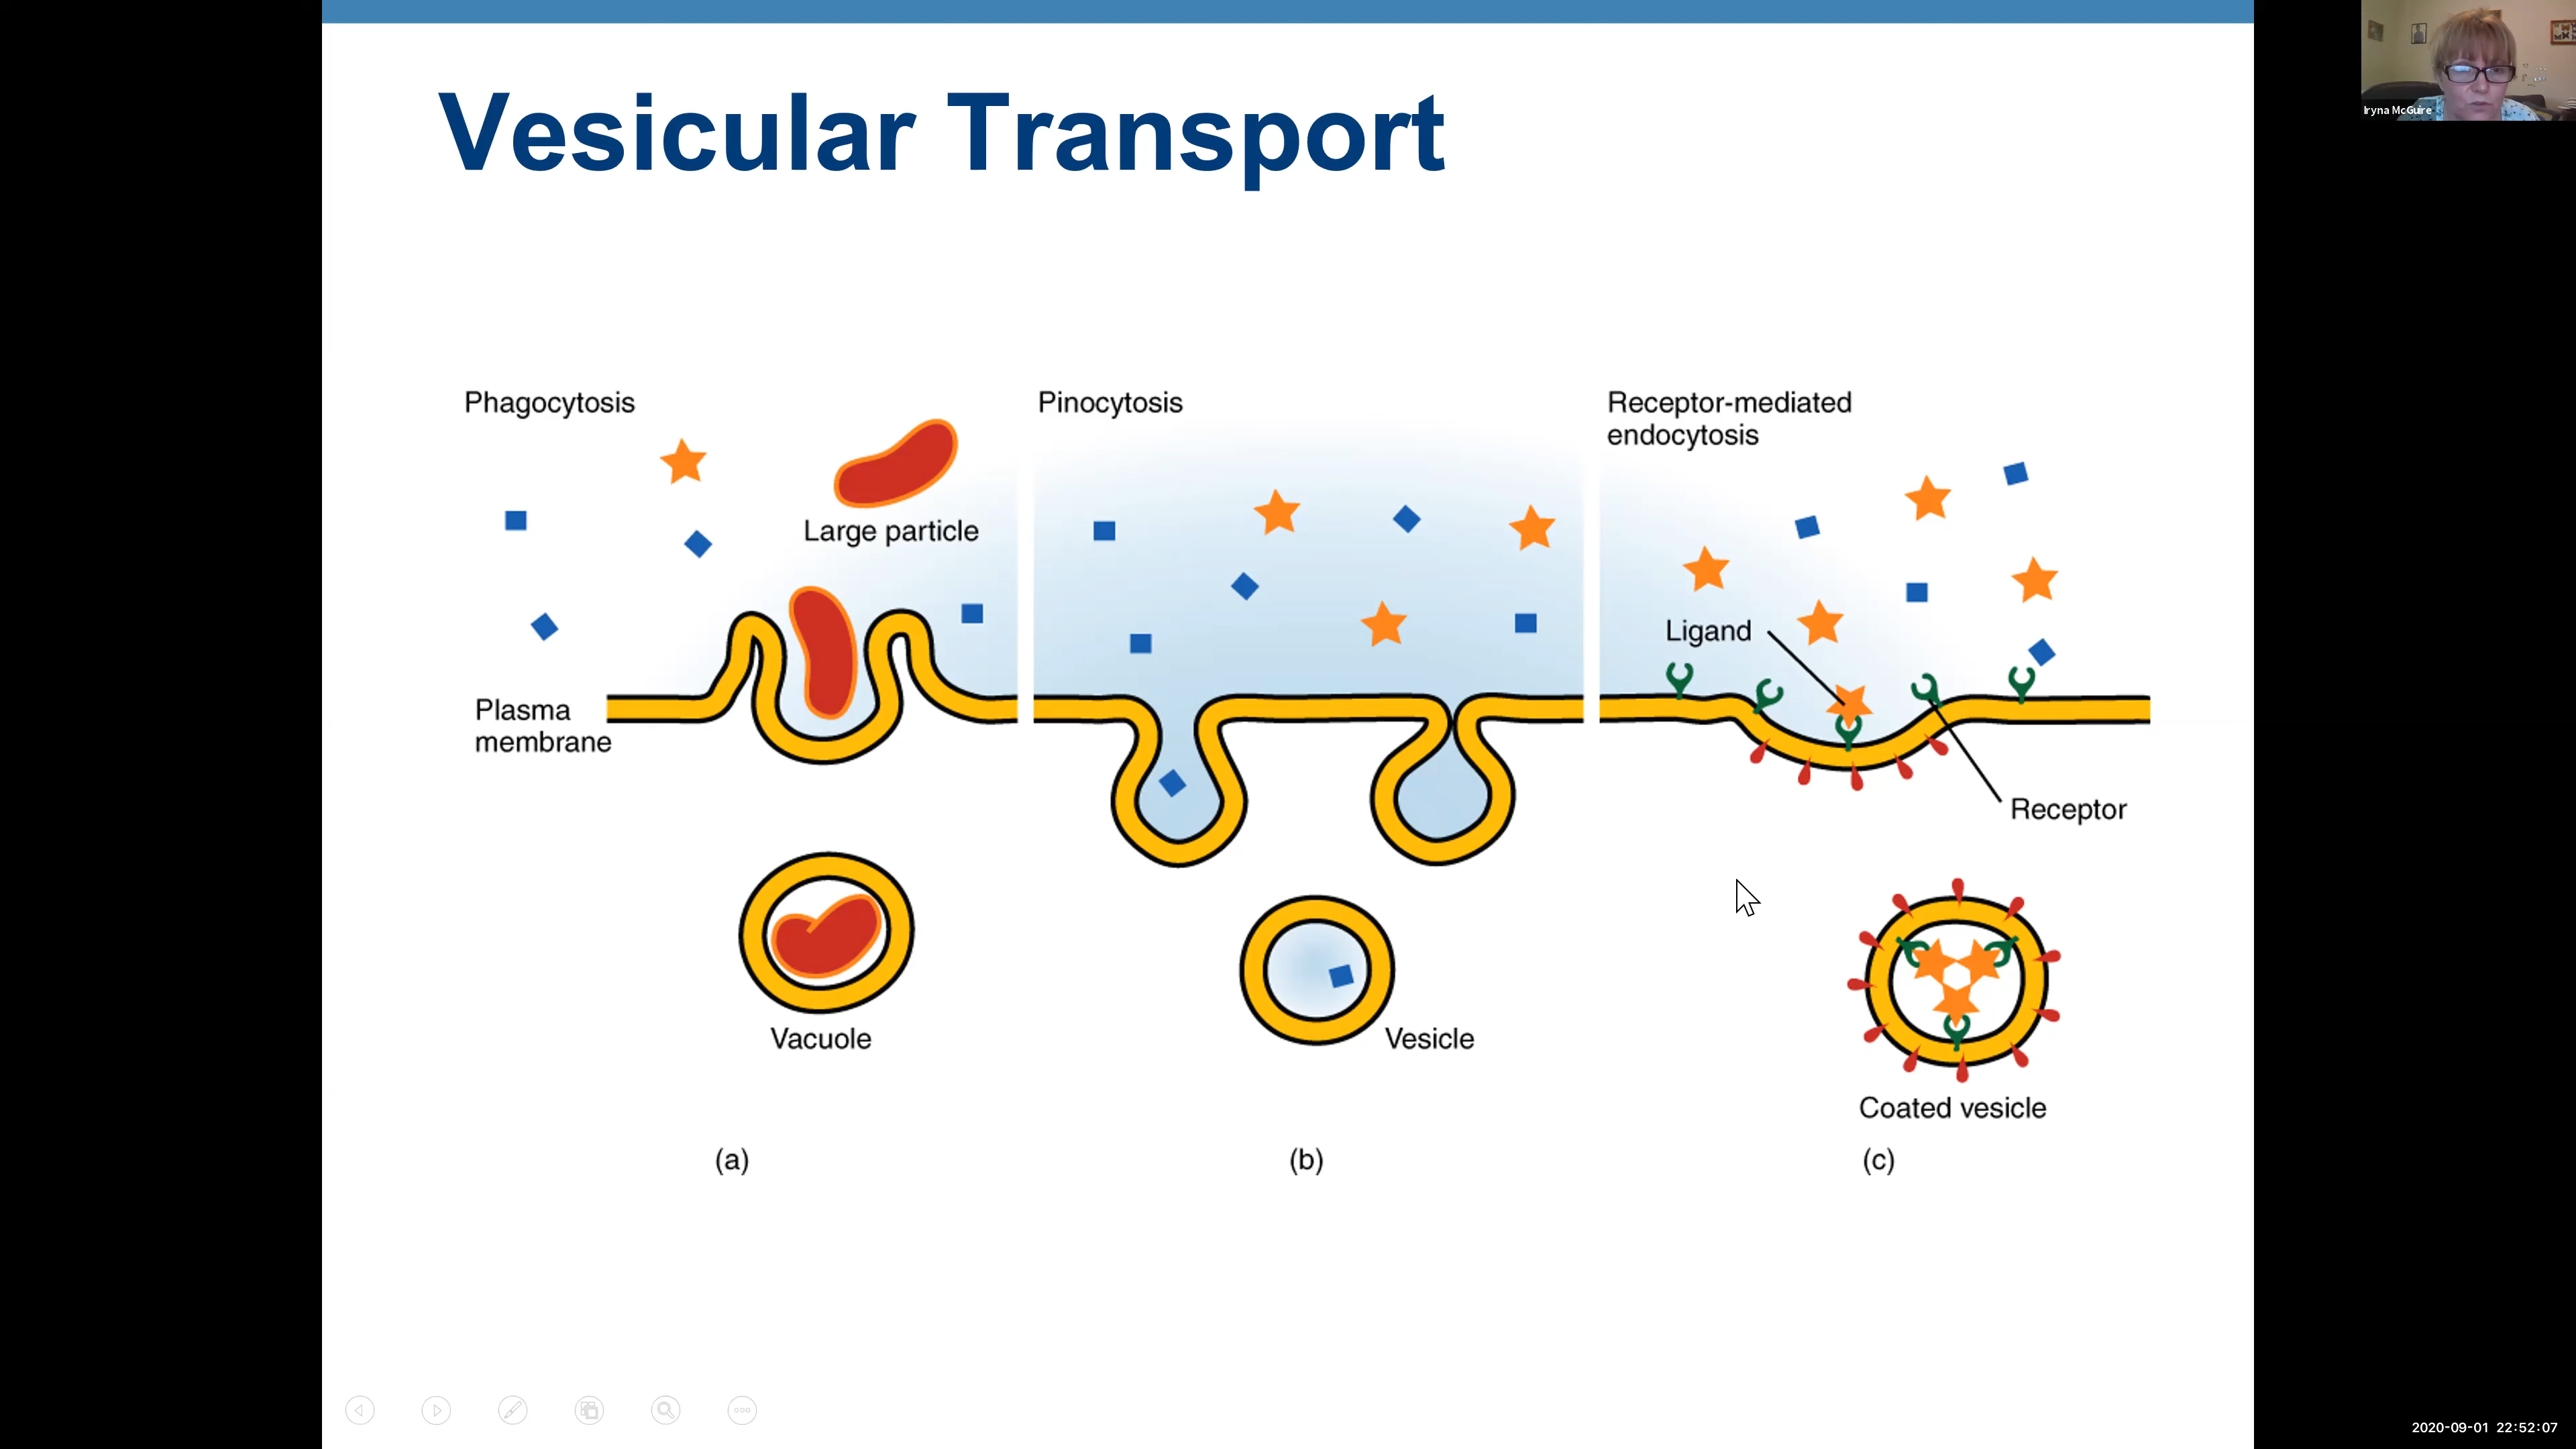 Vesicular Transport
Iryna McGuire
Phagocytosis
Large particle
Plasma
membrane
Vacuole
(a)
Pinocytosis
Vesicle
(b)
Receptor-mediated
endocytosis
Ligand
Receptor
Coated vesicle
(c)
2020-09-01 22:52:07